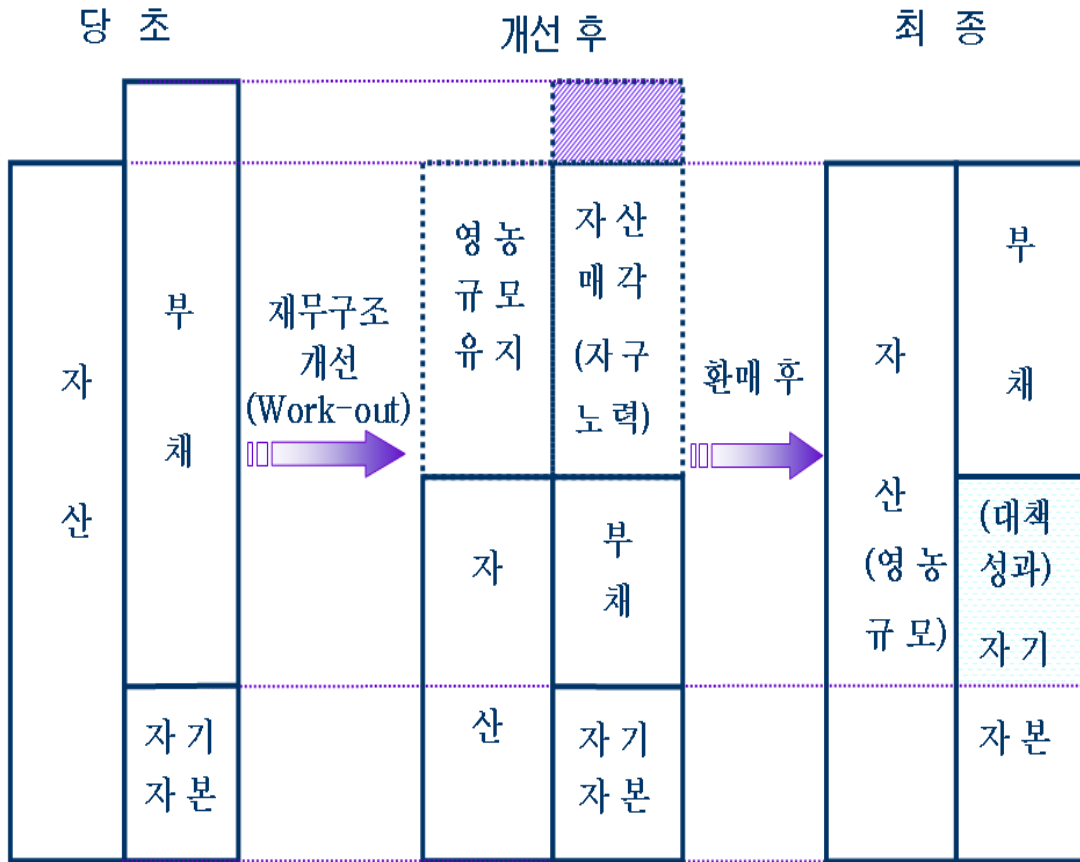 당 초
개선 후
최 종
자
산
부
채
자 기
자 본
재무구조
개선
(Work-out)
영 농
규 모
유 지
자 산
매 각
(자 구
노 력)
자
산
부
채
자 기
자 본
환매 후
자
산
(영 농
규 모)
부
채
(대책
성과)
자 기
자 본